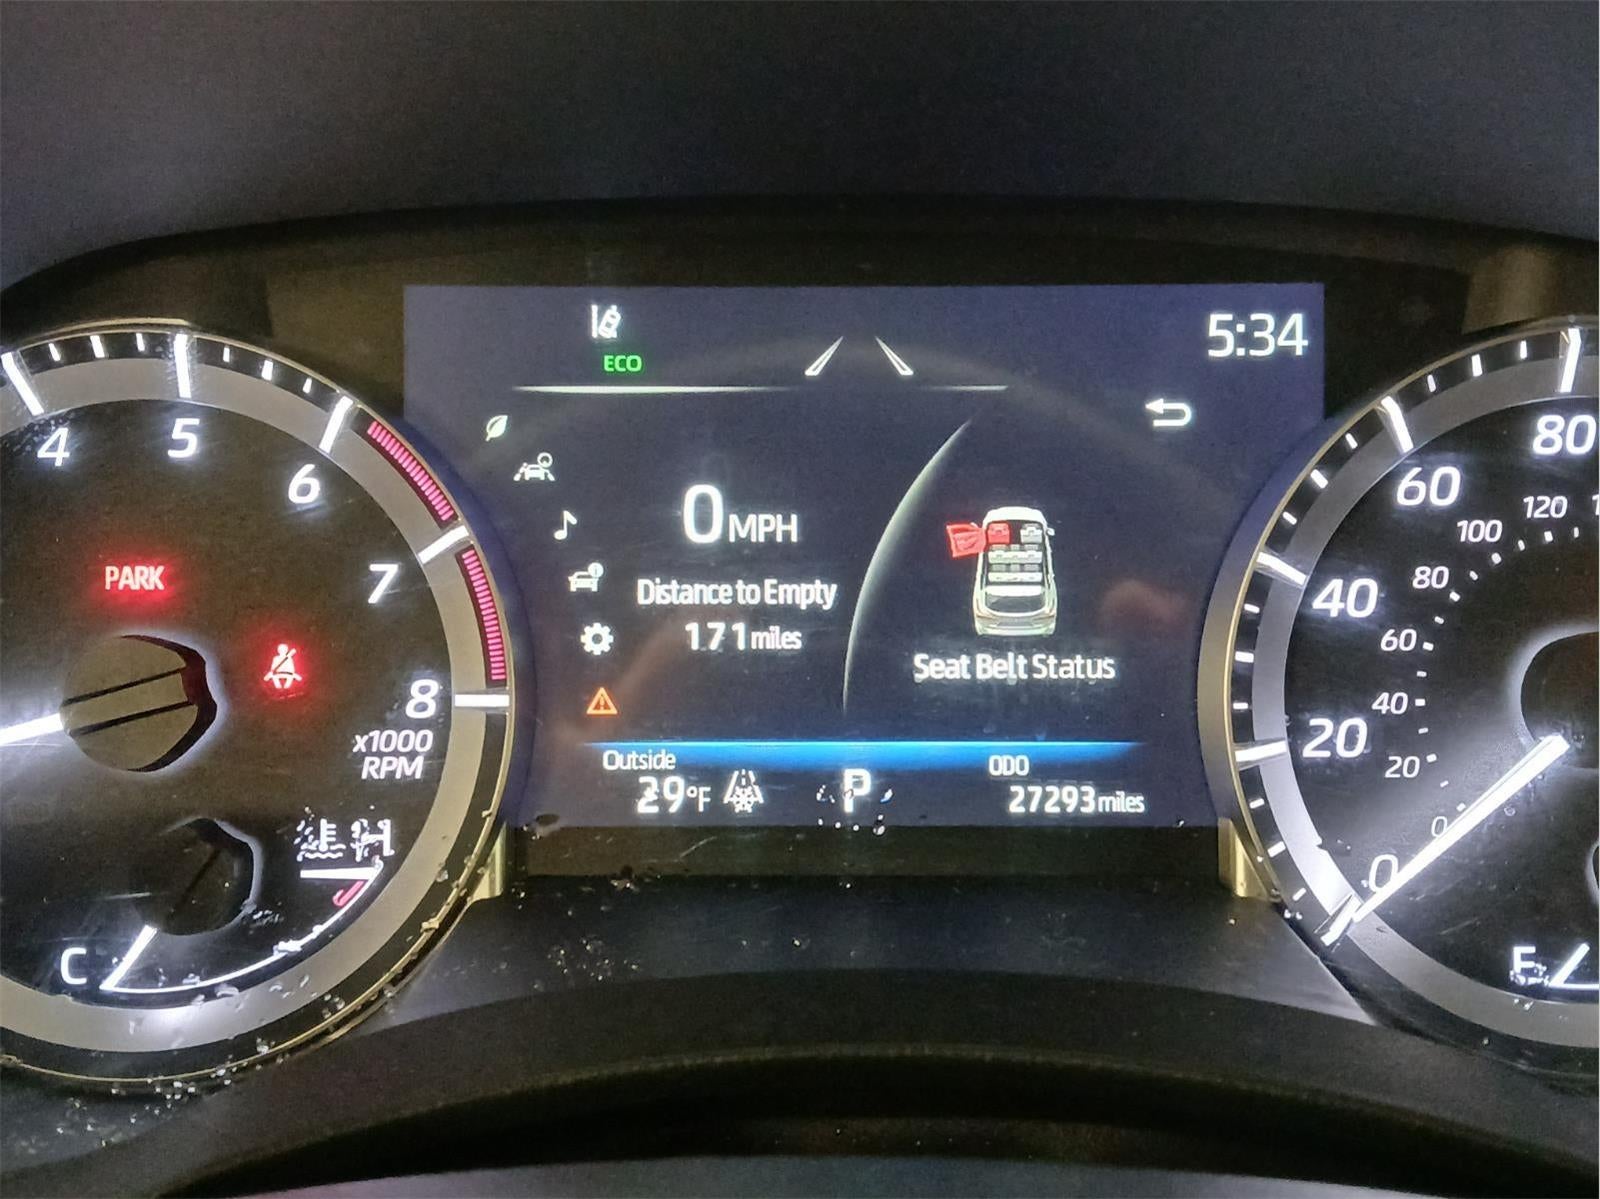 5:34
ECO
0 MPH
Distance to Empty
171 miles
Seat Belt Status
Outside
29°F
P
ODO
27293 miles
4
5
6
7
8
x1000
RPM
PARK
C
H
0
20
40
60
80
0
20
40
60
80
100
120